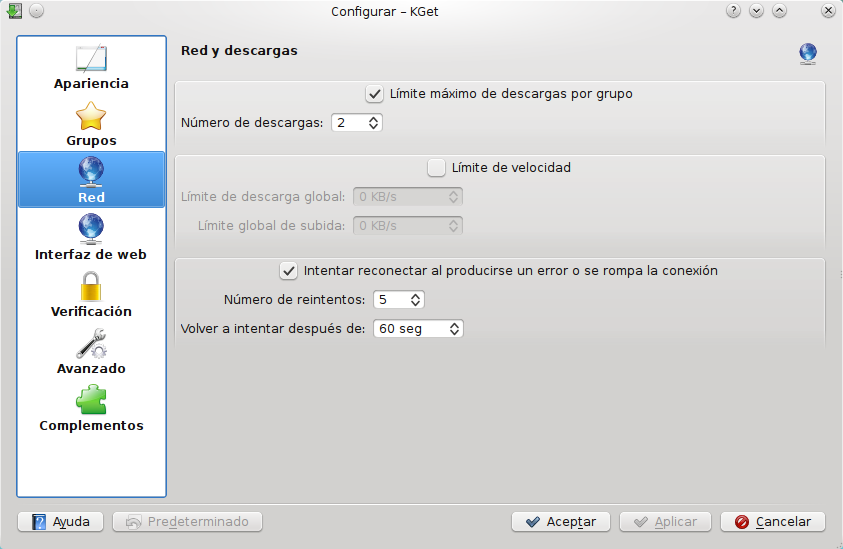 Configurar – KGet
Apariencia
Grupos
Red
Interfaz de web
Verificación
Avanzado
Complementos
Red y descargas
Límite máximo de descargas por grupo
Número de descargas: 2
Límite de velocidad
Límite de descarga global: 0 KB/s
Límite global de subida: 0 KB/s
Intentar reconectar al producirse un error o se rompa la conexión
Número de reintentos: 5
Volver a intentar después de: 60 seg
Ayuda Predeterminado Aceptar Aplicar Cancelar